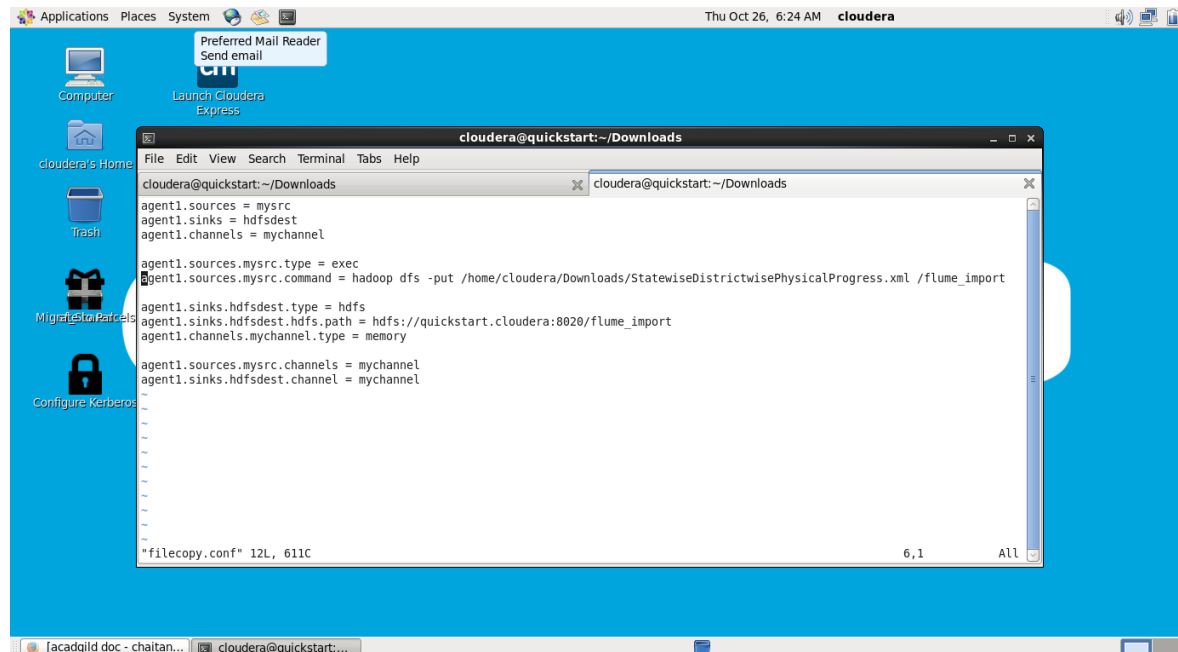 Applications Places System Thu Oct 26, 6:24 AM cloudera
Preferred Mail Reader
Send email
Computer
Launch Cloudera
Express
cloudera's Home
Trash
Configure Kerberos
cloudera@quickstart:~/Downloads
File Edit View Search Terminal Tabs Help
cloudera@quickstart:~/Downloads cloudera@quickstart:~/Downloads
agent1.sources = mysrc
agent1.sinks = hdfsdest
agent1.channels = mychannel
agent1.sources.mysrc.type = exec
agent1.sources.mysrc.command = hadoop dfs -put /home/cloudera/Downloads/StatewiseDistrictwisePhysicalProgress.xml /flume_import
agent1.sinks.hdfsdest.type = hdfs
agent1.sinks.hdfsdest.hdfs.path = hdfs://quickstart.cloudera:8020/flume_import
agent1.channels.mychannel.type = memory
agent1.sources.mysrc.channels = mychannel
agent1.sinks.hdfsdest.channel = mychannel
~
~
~
~
~
~
~
~
~
~
~
"filecopy.conf" 12L, 611C 6,1 All
[acadgild doc - chaitan... cloudera@quickstart:...